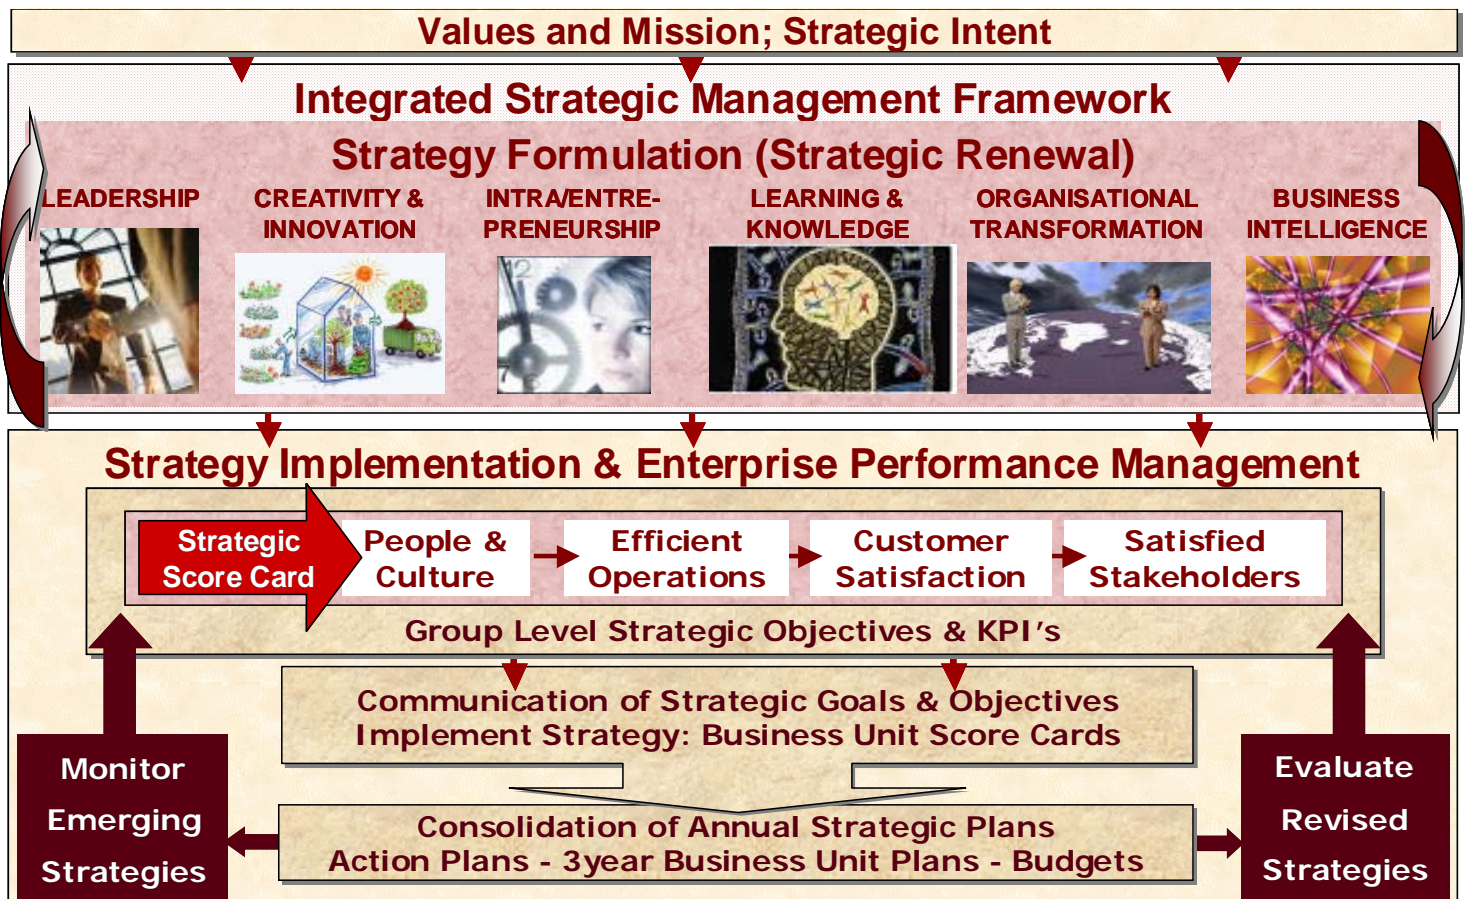 Values and Mission; Strategic Intent
Integrated Strategic Management Framework
Strategy Formulation (Strategic Renewal)
LEADERSHIP
CREATIVITY &
INNOVATION
INTRA/ENTRE-
PRENEURSHIP
LEARNING &
KNOWLEDGE
ORGANISATIONAL
TRANSFORMATION
BUSINESS
INTELLIGENCE
12
Strategy Implementation & Enterprise Performance Management
Strategic
Score Card
People &
Culture
Efficient
Operations
Customer
Satisfaction
Satisfied
Stakeholders
Group Level Strategic Objectives & KPI's
Communication of Strategic Goals & Objectives
Implement Strategy: Business Unit Score Cards
Monitor
Emerging
Strategies
Consolidation of Annual Strategic Plans
Action Plans - 3year Business Unit Plans - Budgets
Evaluate
Revised
Strategies